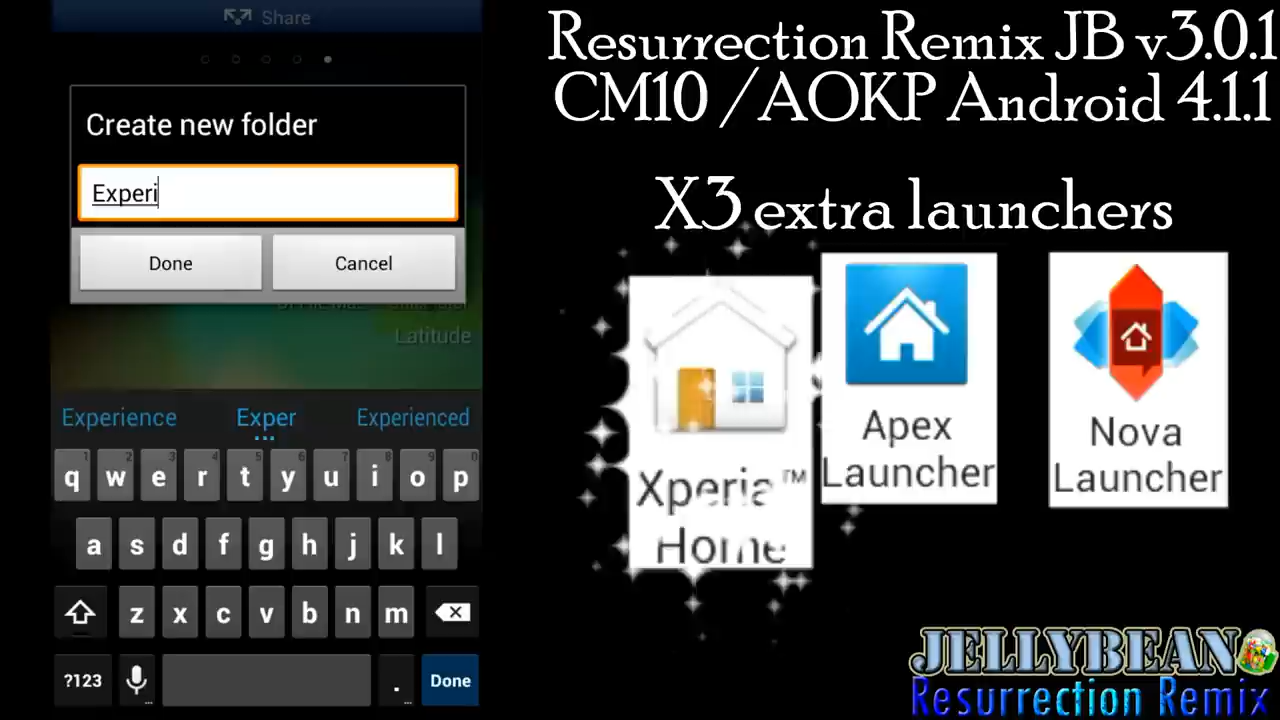 Share
Create new folder
Experi
Done
Cancel
Latitude
Experience
Exper
Experienced
q w e r t y u i o p
a s d f g h j k l
z x c v b n m
?123
.
Done
Resurrection Remix JB v3.0.1
CM10 /AOKP Android 4.1.1
X3 extra launchers
Xperia™
Home
Apex
Launcher
Nova
Launcher
JELLYBEAN
Resurrection Remix